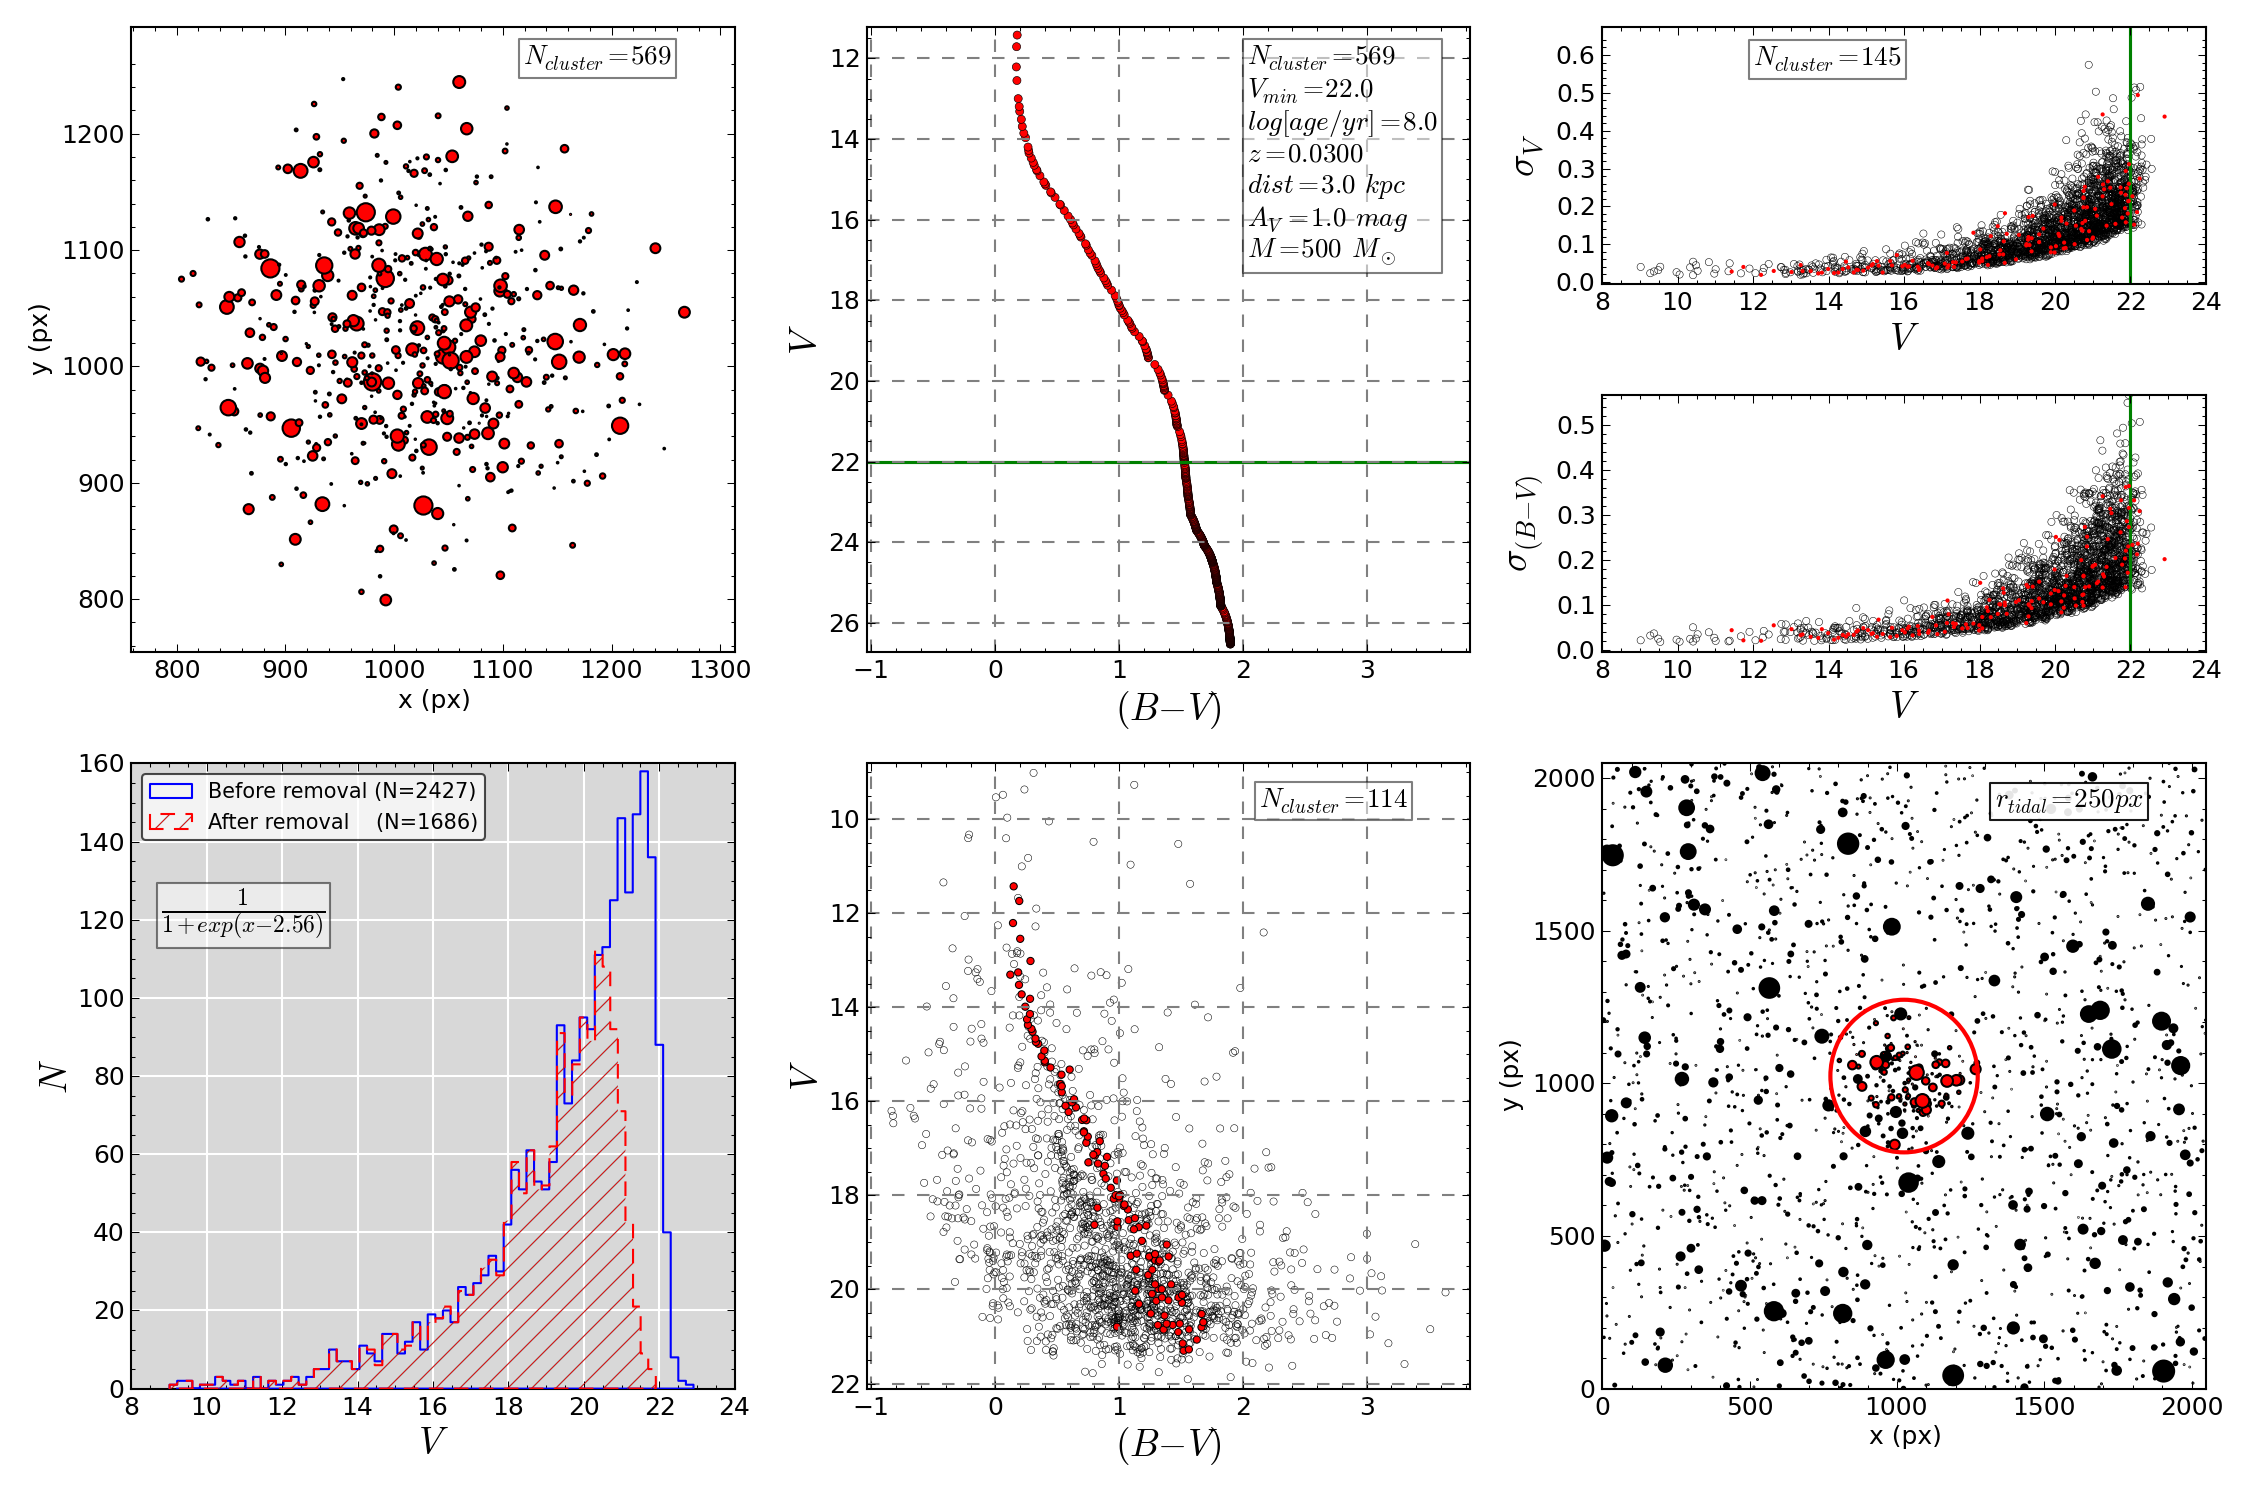 N_cluster=569
1200
1100
1000
900
800
y (px)
800 900 1000 1100 1200 1300
x (px)
N_cluster=569
V_min=22.0
log[age/yr]=8.0
z=0.0300
dist=3.0 kpc
A_V=1.0 mag
M=500 M_⊙
12
14
16
18
20
22
24
26
V
−1 0 1 2 3
(B−V)
N_cluster=145
0.6
0.5
0.4
0.3
0.2
0.1
0.0
σ_V
8 10 12 14 16 18 20 22 24
V
0.5
0.4
0.3
0.2
0.1
0.0
σ_(B−V)
8 10 12 14 16 18 20 22 24
V
Before removal (N=2427)
After removal (N=1686)
1
1+exp(x−2.56)
160
140
120
100
80
60
40
20
0
N
8 10 12 14 16 18 20 22 24
V
N_cluster=114
10
12
14
16
18
20
22
V
−1 0 1 2 3
(B−V)
r_tidal=250px
2000
1500
1000
500
0
y (px)
0 500 1000 1500 2000
x (px)